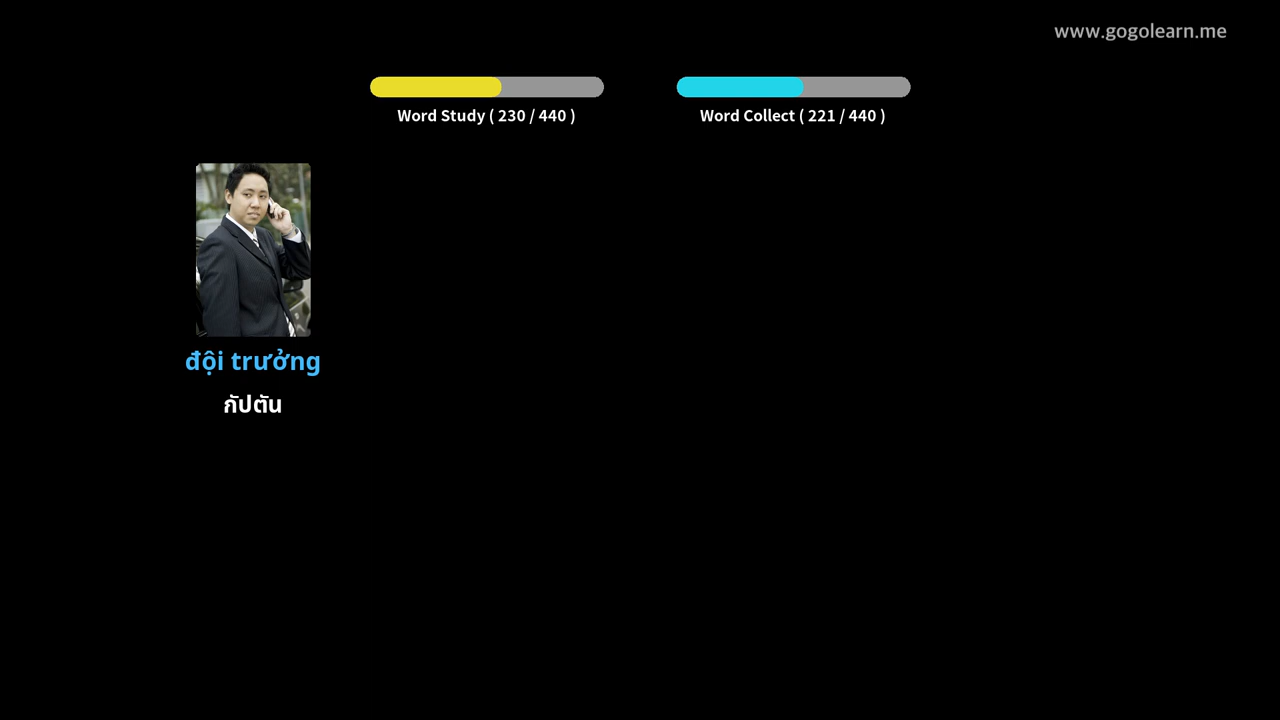 www.gogolearn.me
Word Study ( 230 / 440 )
Word Collect ( 221 / 440 )
đội trưởng
กัปตัน